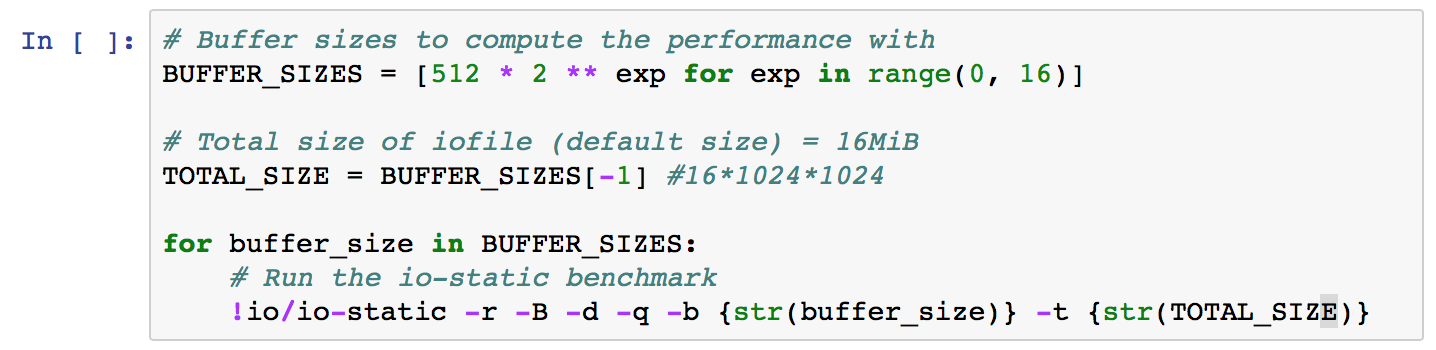 In [ ]: # Buffer sizes to compute the performance with
BUFFER_SIZES = [512 * 2 ** exp for exp in range(0, 16)]

# Total size of iofile (default size) = 16MiB
TOTAL_SIZE = BUFFER_SIZES[-1] #16*1024*1024

for buffer_size in BUFFER_SIZES:
    # Run the io-static benchmark
    !io/io-static -r -B -d -q -b {str(buffer_size)} -t {str(TOTAL_SIZE)}